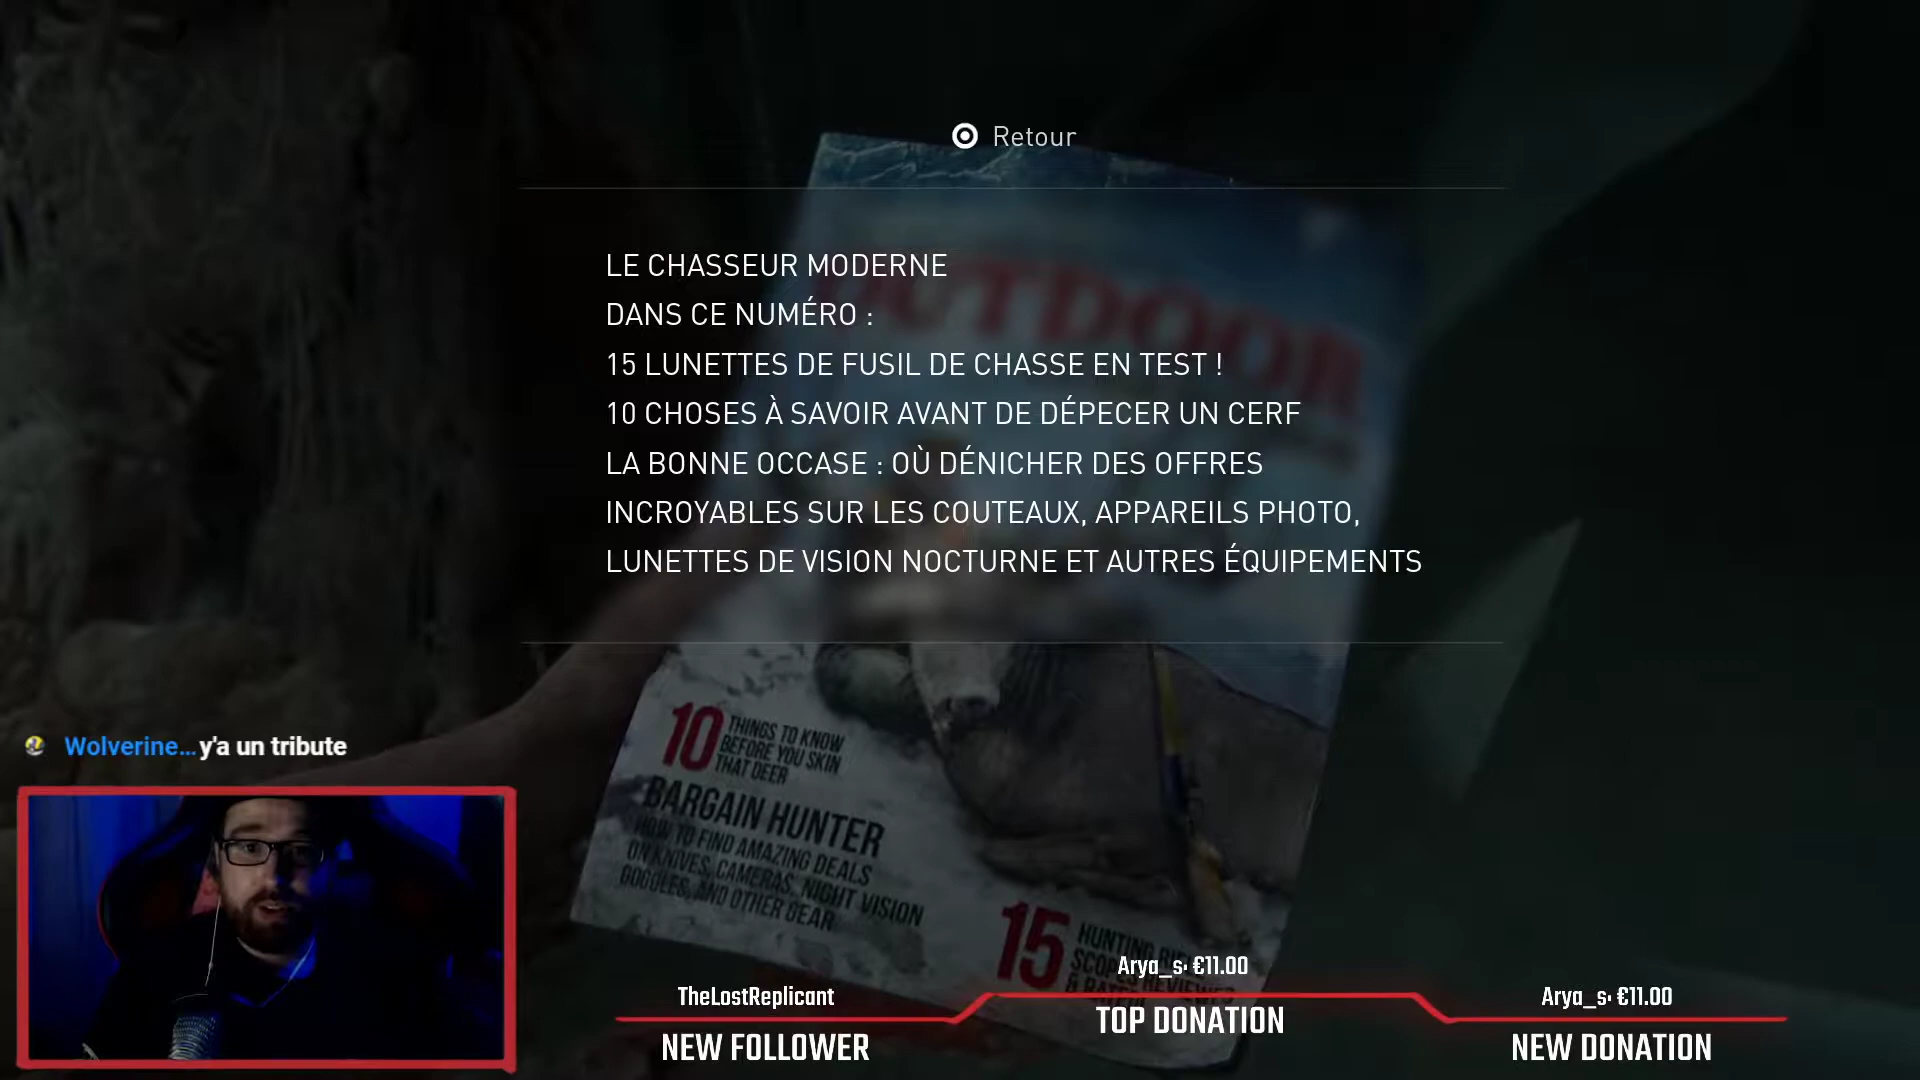 Retour
LE CHASSEUR MODERNE
DANS CE NUMÉRO :
15 LUNETTES DE FUSIL DE CHASSE EN TEST !
10 CHOSES À SAVOIR AVANT DE DÉPECER UN CERF
LA BONNE OCCASE : OÙ DÉNICHER DES OFFRES
INCROYABLES SUR LES COUTEAUX, APPAREILS PHOTO,
LUNETTES DE VISION NOCTURNE ET AUTRES ÉQUIPEMENTS
OUTDOOR
10 THINGS TO KNOW
BEFORE YOU SKIN
THAT DEER
BARGAIN HUNTER
HOW TO FIND AMAZING DEALS
ON KNIVES, CAMERAS, NIGHT VISION
GOGGLES, AND OTHER GEAR
15 HUNTING
REVIEWED
Wolverine... y'a un tribute
TheLostReplicant
NEW FOLLOWER
Arya_s: €11.00
TOP DONATION
Arya_s: €11.00
NEW DONATION